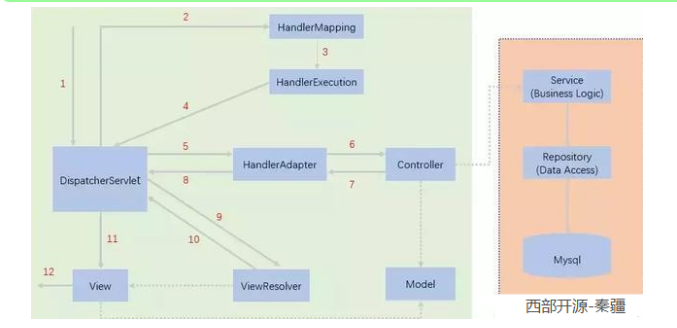 2
HandlerMapping
1
3
HandlerExecution
4
Service
(Business Logic)
5
6
DispatcherServlet
HandlerAdapter
Controller
8
7
Repository
(Data Access)
9
10
11
12
View
ViewResolver
Model
Mysql
西部开源-秦疆